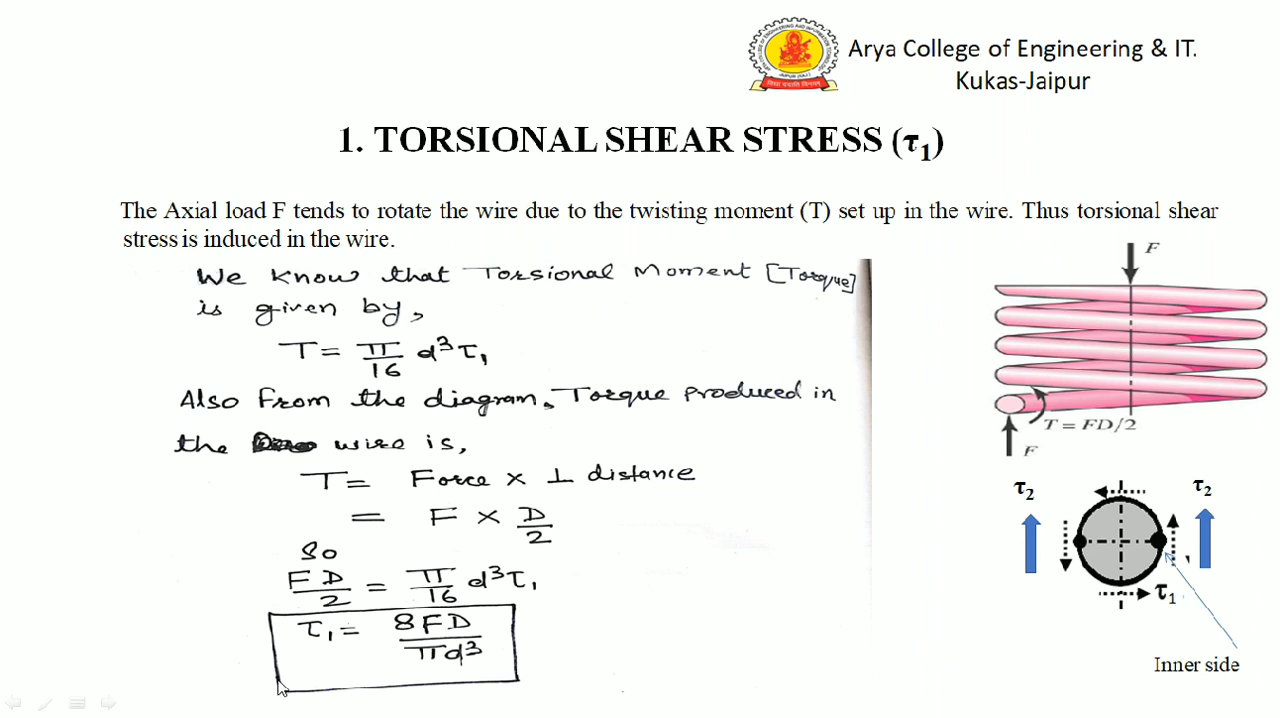 Arya College of Engineering & IT.
Kukas-Jaipur
1. TORSIONAL SHEAR STRESS (τ₁)
The Axial load F tends to rotate the wire due to the twisting moment (T) set up in the wire. Thus torsional shear
stress is induced in the wire.
We know that Torsional Moment [Torque]
is given by,
T = π/16 d³τ₁
Also from the diagram, Torque produced in
the wire is,
T = Force × ⊥ distance
= F × D/2
So
FD/2 = π/16 d³τ₁
τ₁ = 8FD/πd³
F
T = FD/2
F
τ₂
τ₂
τ₁
Inner side